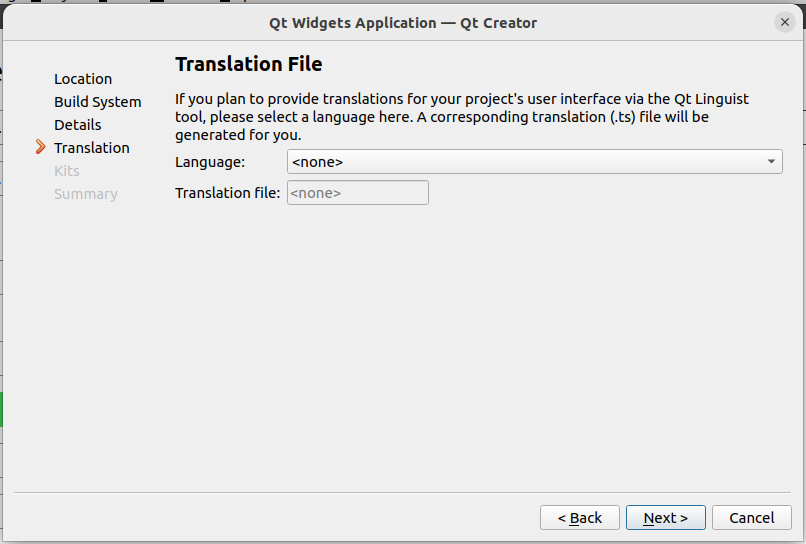 Qt Widgets Application — Qt Creator
Location
Build System
Details
Translation
Kits
Summary
Translation File
If you plan to provide translations for your project's user interface via the Qt Linguist
tool, please select a language here. A corresponding translation (.ts) file will be
generated for you.
Language: <none>
Translation file: <none>
< Back Next > Cancel